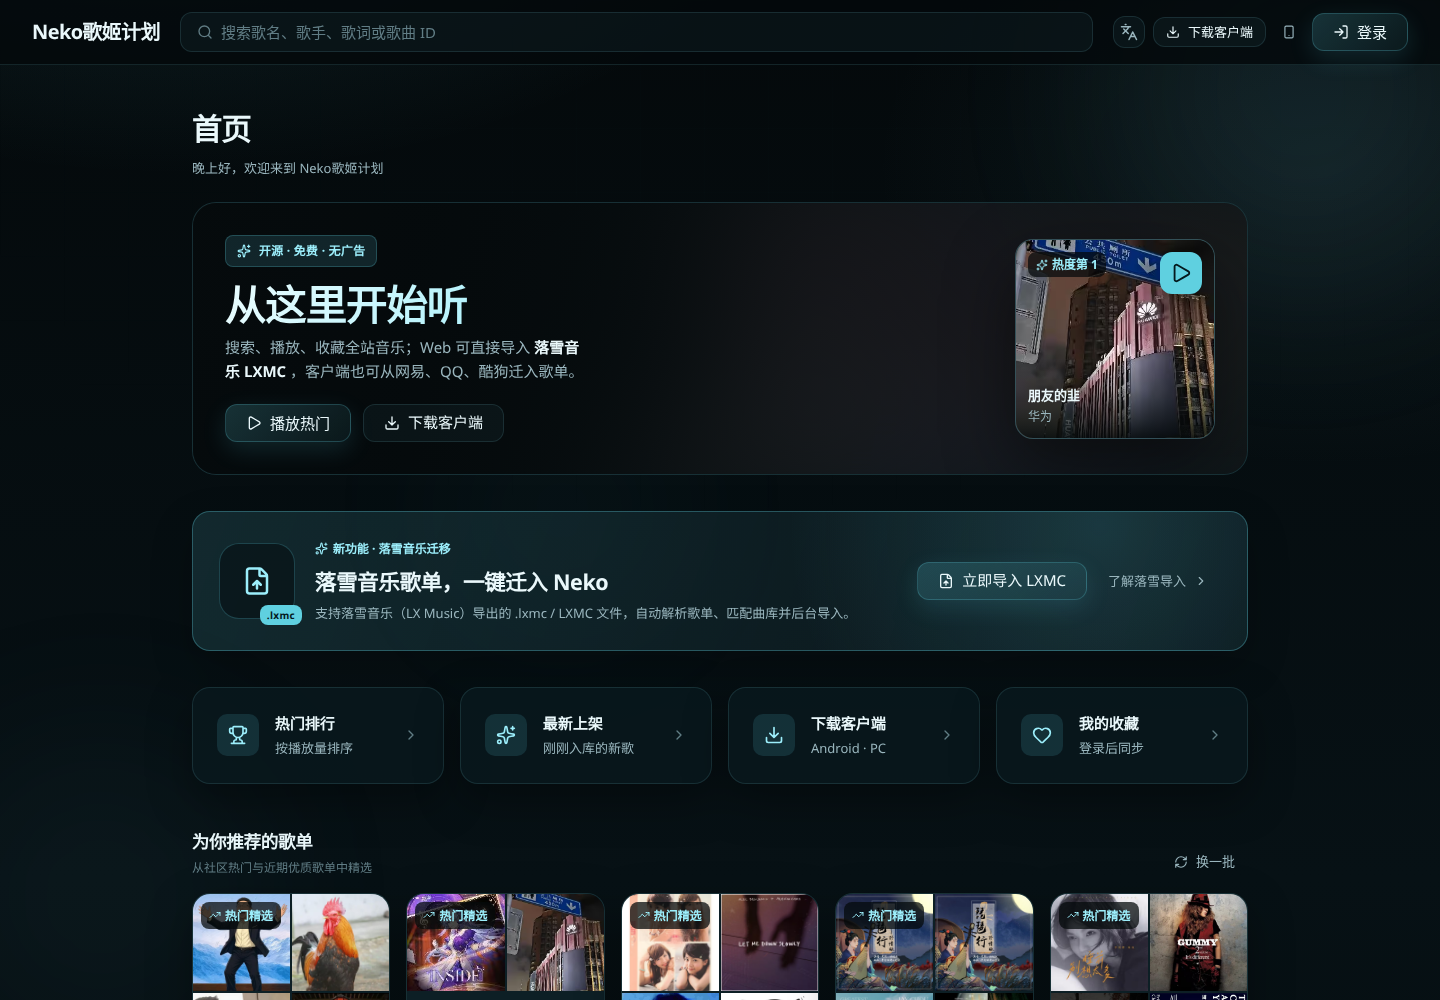 Neko歌姬计划
搜索歌名、歌手、歌词或歌曲 ID
下载客户端
登录
首页
晚上好，欢迎来到 Neko歌姬计划
开源 · 免费 · 无广告
从这里开始听
搜索、播放、收藏全站音乐；Web 可直接导入 落雪音
乐 LXMC ，客户端也可从网易、QQ、酷狗迁入歌单。
播放热门
下载客户端
热度第 1
朋友的韭
华为
新功能 · 落雪音乐迁移
落雪音乐歌单，一键迁入 Neko
支持落雪音乐（LX Music）导出的 .lxmc / LXMC 文件，自动解析歌单、匹配曲库并后台导入。
.lxmc
立即导入 LXMC
了解落雪导入
热门排行
按播放量排序
最新上架
刚刚入库的新歌
下载客户端
Android · PC
我的收藏
登录后同步
为你推荐的歌单
从社区热门与近期优质歌单中精选
换一批
热门精选
热门精选
INSIDE
热门精选
LET ME DOWN SLOWLY
热门精选
琵琶行
琵琶行
热门精选
GUMMY